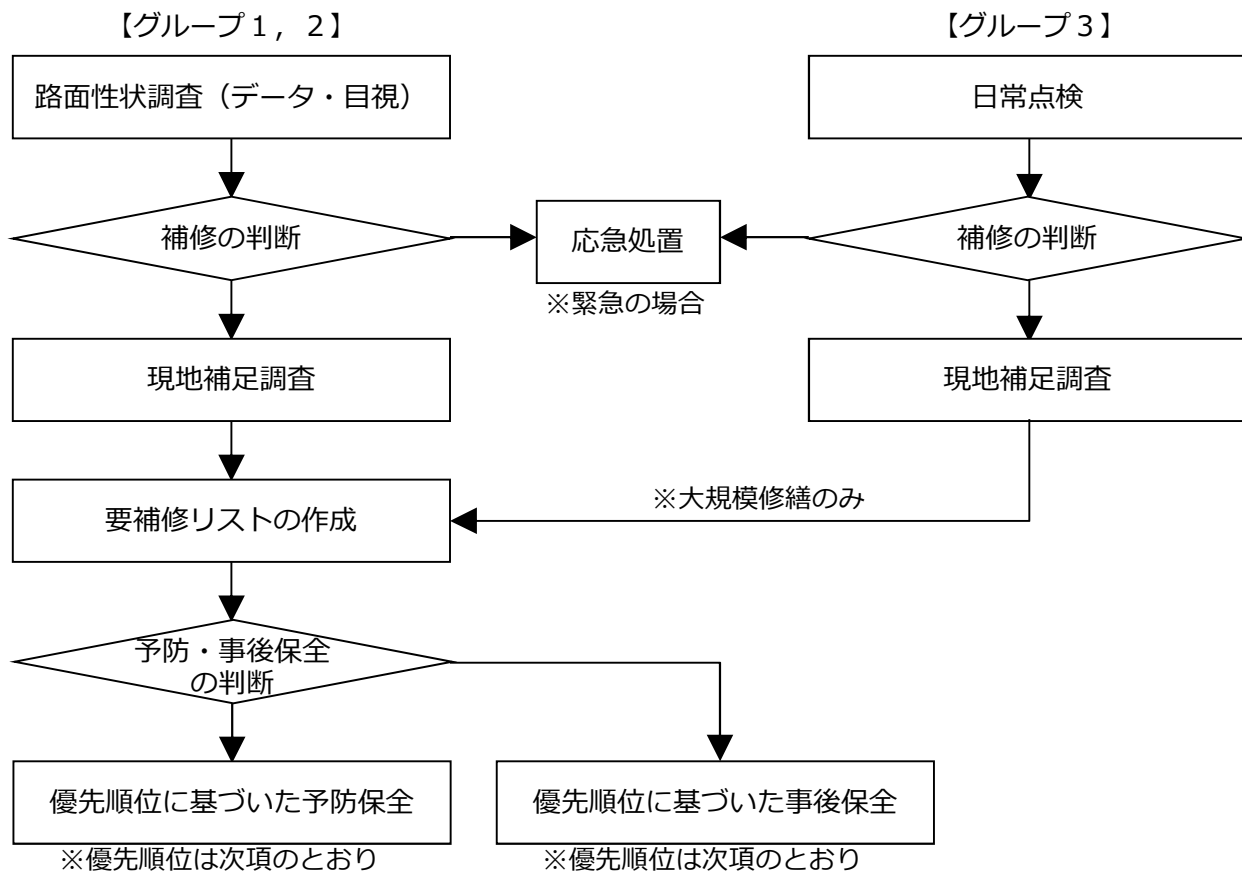 【グループ１，２】
【グループ３】
路面性状調査（データ・目視）
日常点検
補修の判断
応急処置
補修の判断
※緊急の場合
現地補足調査
現地補足調査
※大規模修繕のみ
要補修リストの作成
予防・事後保全
の判断
優先順位に基づいた予防保全
優先順位に基づいた事後保全
※優先順位は次項のとおり
※優先順位は次項のとおり